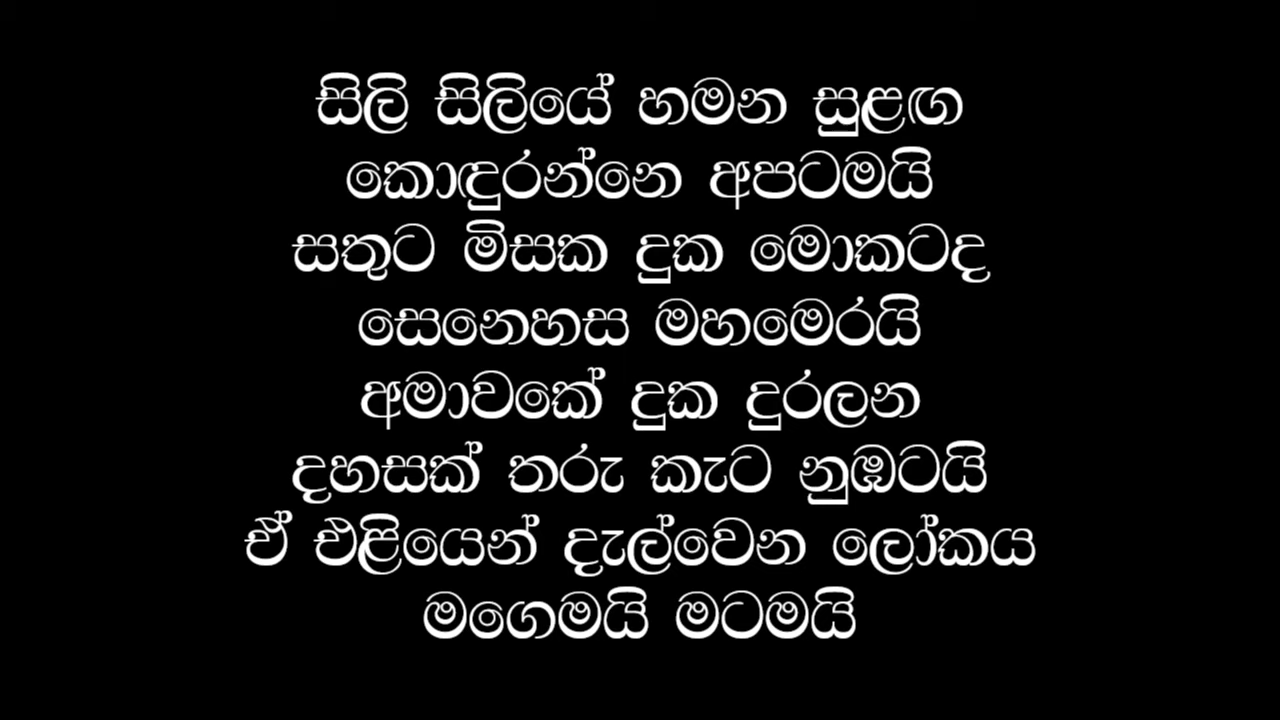 සිලි සිලියේ හමන සුළඟ
කොඳුරන්නෙ අපටමයි
සතුට මිසක දුක මොකටද
සෙනෙහස මහමෙරයි
අමාවකේ දුක දුරලන
දහසක් තරු කැට නුඹටයි
ඒ එළියෙන් දැල්වෙන ලෝකය
මගෙමයි මටමයි